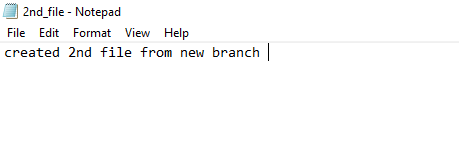 2nd_file - Notepad
File Edit Format View Help
created 2nd file from new branch